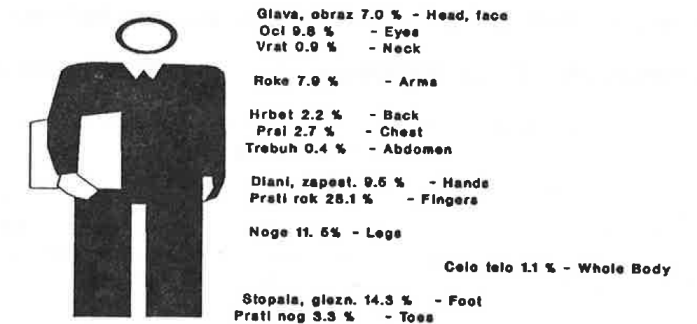 Glava, obraz 7.0 % - Head, face
Oci 9.8 % - Eyes
Vrat 0.9 % - Neck
Roke 7.9 % - Arms
Hrbet 2.2 % - Back
Prsi 2.7 % - Chest
Trebuh 0.4 % - Abdomen
Dlani, zapest. 9.5 % - Hands
Prsti rok 28.1 % - Fingers
Noge 11. 5% - Legs
Celo telo 1.1 % - Whole Body
Stopala, glezn. 14.3 % - Foot
Prsti nog 3.3 % - Toes